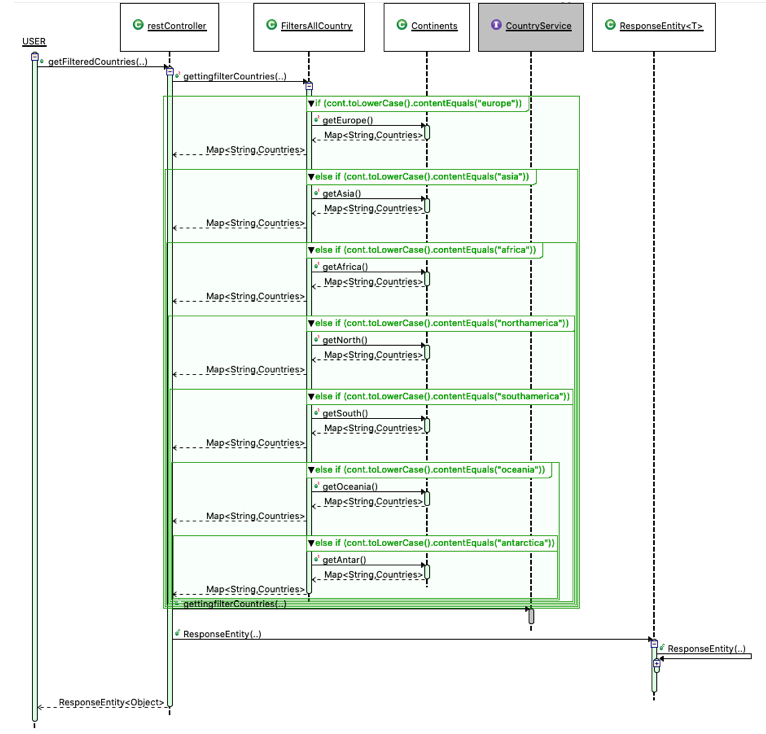 C restController
C FiltersAllCountry
C Continents
I CountryService
C ResponseEntity<T>
USER
getFilteredCountries(..)
gettingfilterCountries(..)
▼if (cont.toLowerCase().contentEquals("europe"))
getEurope()
Map<String,Countries>
Map<String,Countries>
▼else if (cont.toLowerCase().contentEquals("asia"))
getAsia()
Map<String,Countries>
Map<String,Countries>
▼else if (cont.toLowerCase().contentEquals("africa"))
getAfrica()
Map<String,Countries>
Map<String,Countries>
▼else if (cont.toLowerCase().contentEquals("northamerica"))
getNorth()
Map<String,Countries>
Map<String,Countries>
▼else if (cont.toLowerCase().contentEquals("southamerica"))
getSouth()
Map<String,Countries>
Map<String,Countries>
▼else if (cont.toLowerCase().contentEquals("oceania"))
getOceania()
Map<String,Countries>
Map<String,Countries>
▼else if (cont.toLowerCase().contentEquals("antarctica"))
getAntar()
Map<String,Countries>
Map<String,Countries>
gettingfilterCountries(..)
ResponseEntity(..)
ResponseEntity(..)
ResponseEntity<Object>